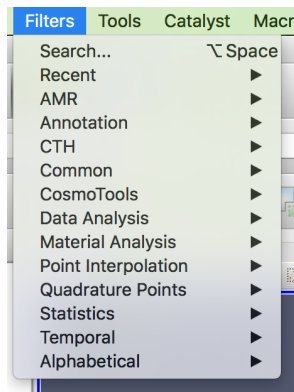 Filters Tools Catalyst Macr
Search... ⌥ Space
Recent
AMR
Annotation
CTH
Common
CosmoTools
Data Analysis
Material Analysis
Point Interpolation
Quadrature Points
Statistics
Temporal
Alphabetical